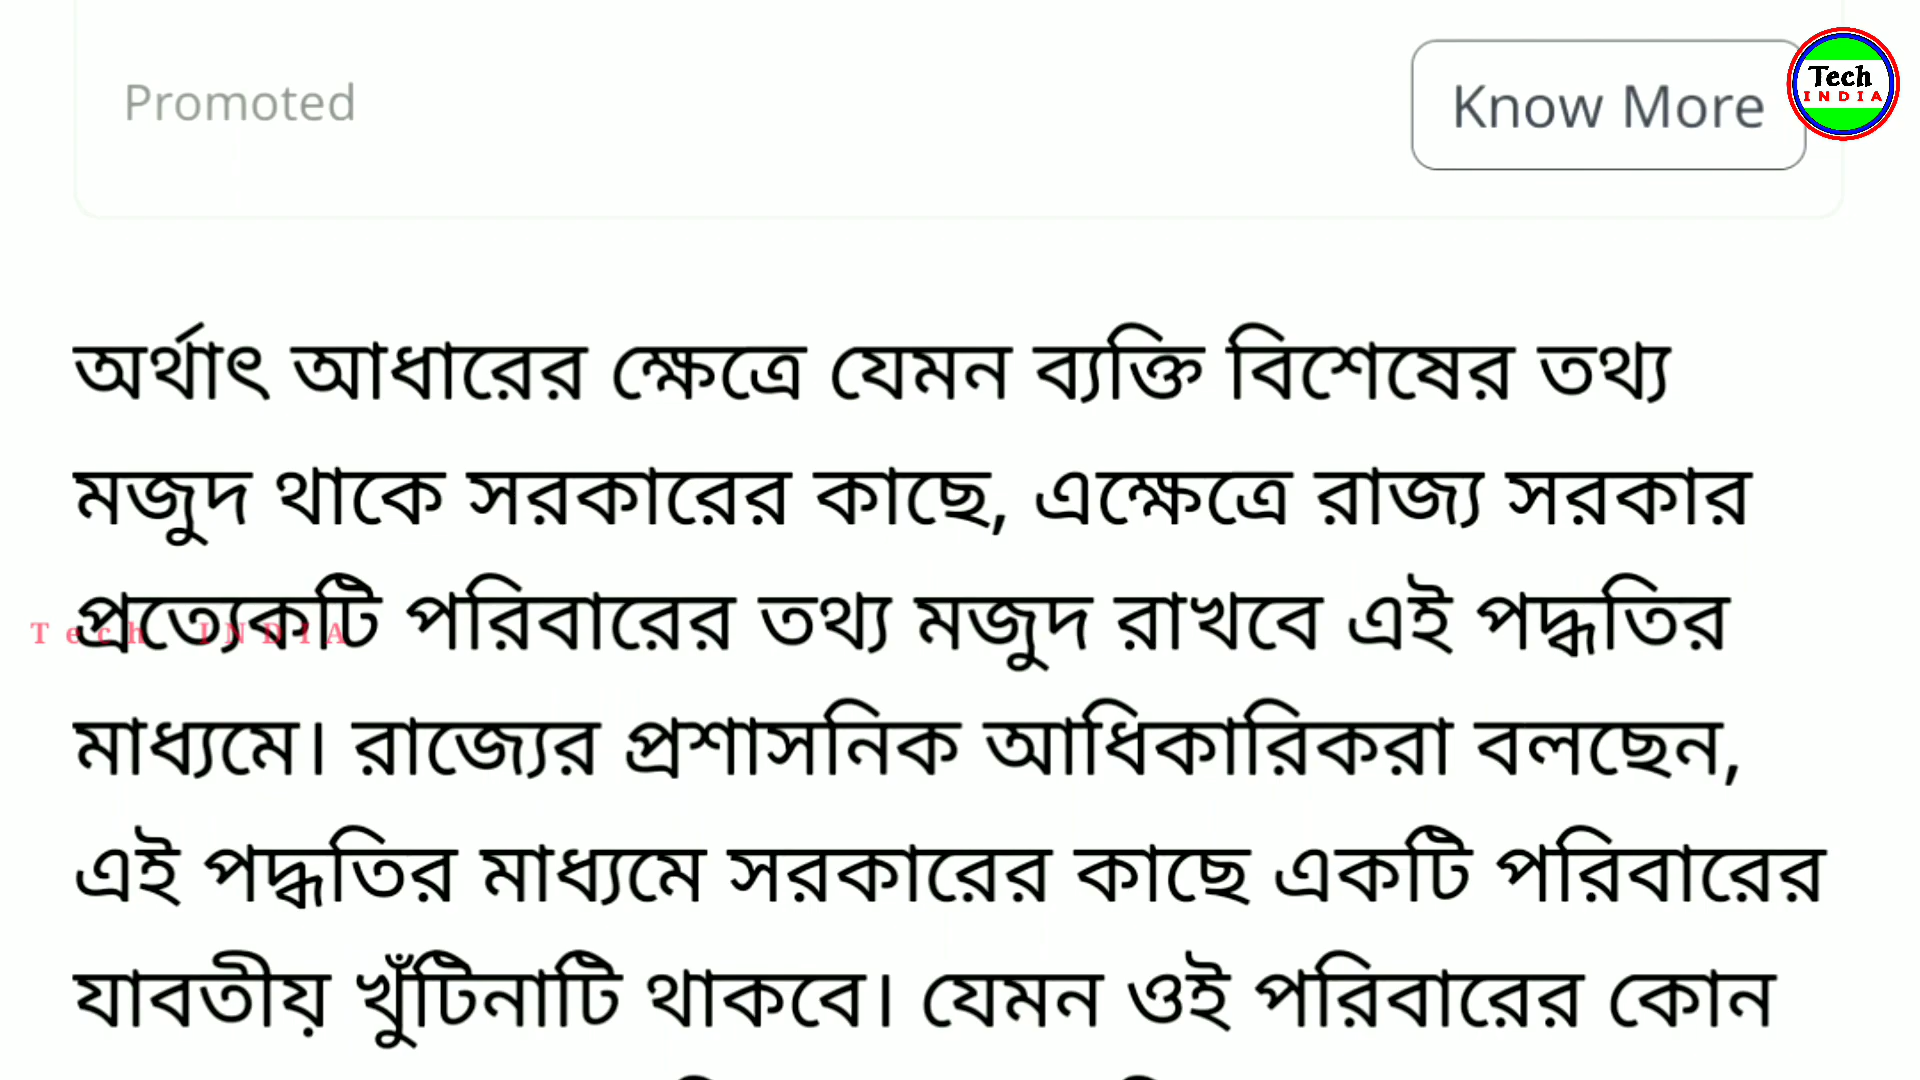 Promoted
Know More
Tech
INDIA
অর্থাৎ আধারের ক্ষেত্রে যেমন ব্যক্তি বিশেষের তথ্য
মজুদ থাকে সরকারের কাছে, এক্ষেত্রে রাজ্য সরকার
প্রত্যেকটি পরিবারের তথ্য মজুদ রাখবে এই পদ্ধতির
Tech INDIA
মাধ্যমে। রাজ্যের প্রশাসনিক আধিকারিকরা বলছেন,
এই পদ্ধতির মাধ্যমে সরকারের কাছে একটি পরিবারের
যাবতীয় খুঁটিনাটি থাকবে। যেমন ওই পরিবারের কোন